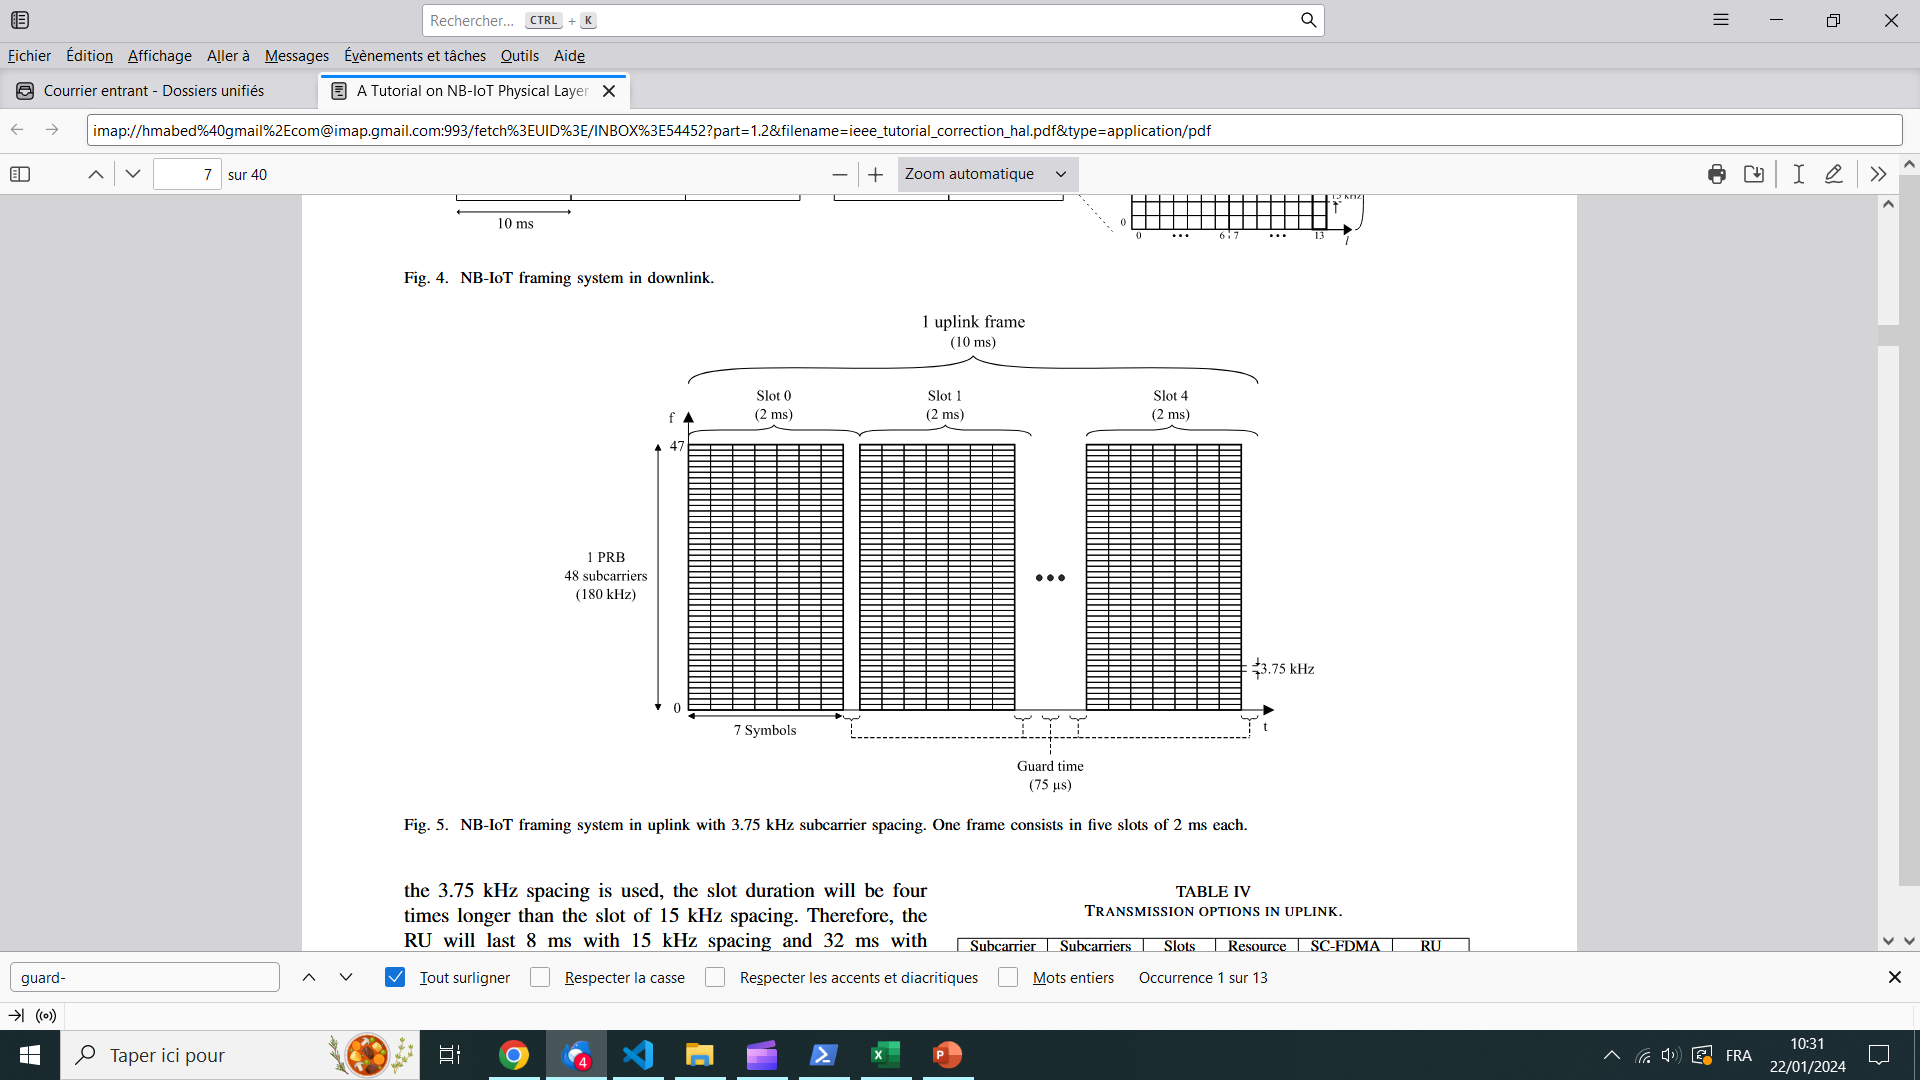 Rechercher... CTRL + K
Fichier Édition Affichage Aller à Messages Évènements et tâches Outils Aide
Courrier entrant - Dossiers unifiés
A Tutorial on NB-IoT Physical Layer
imap://hmabed%40gmail%2Ecom@imap.gmail.com:993/fetch%3EUID%3E/INBOX%3E54452?part=1.2&filename=ieee_tutorial_correction_hal.pdf&type=application/pdf
7 sur 40
Zoom automatique
10 ms
15 kHz
0
0 ••• 6 7 ••• 13
l
Fig. 4. NB-IoT framing system in downlink.
1 uplink frame
(10 ms)
Slot 0 Slot 1 Slot 4
(2 ms) (2 ms) (2 ms)
f
47
1 PRB
48 subcarriers
(180 kHz)
•••
3.75 kHz
0
7 Symbols
t
Guard time
(75 µs)
Fig. 5. NB-IoT framing system in uplink with 3.75 kHz subcarrier spacing. One frame consists in five slots of 2 ms each.
the 3.75 kHz spacing is used, the slot duration will be four
times longer than the slot of 15 kHz spacing. Therefore, the
RU will last 8 ms with 15 kHz spacing and 32 ms with
TABLE IV
TRANSMISSION OPTIONS IN UPLINK.
Subcarrier Subcarriers Slots Resource SC-FDMA RU
guard-
Tout surligner
Respecter la casse
Respecter les accents et diacritiques
Mots entiers
Occurrence 1 sur 13
Taper ici pour
4
FRA
10:31
22/01/2024